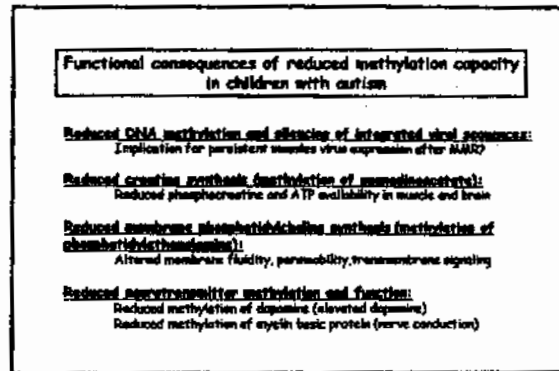 Functional consequences of reduced methylation capacity
in children with autism
Reduced DNA methylation and silencing of integrated viral sequences:
Implication for persistent measles virus expression after MMR?
Reduced creatine synthesis (methylation of guanidinoacetate):
Reduced phosphocreatine and ATP availability in muscle and brain
Reduced membrane phosphatidylcholine synthesis (methylation of
phosphatidylethanolamine):
Altered membrane fluidity, permeability, transmembrane signaling
Reduced neurotransmitter methylation and function:
Reduced methylation of dopamine (elevated dopamine)
Reduced methylation of myelin basic protein (nerve conduction)